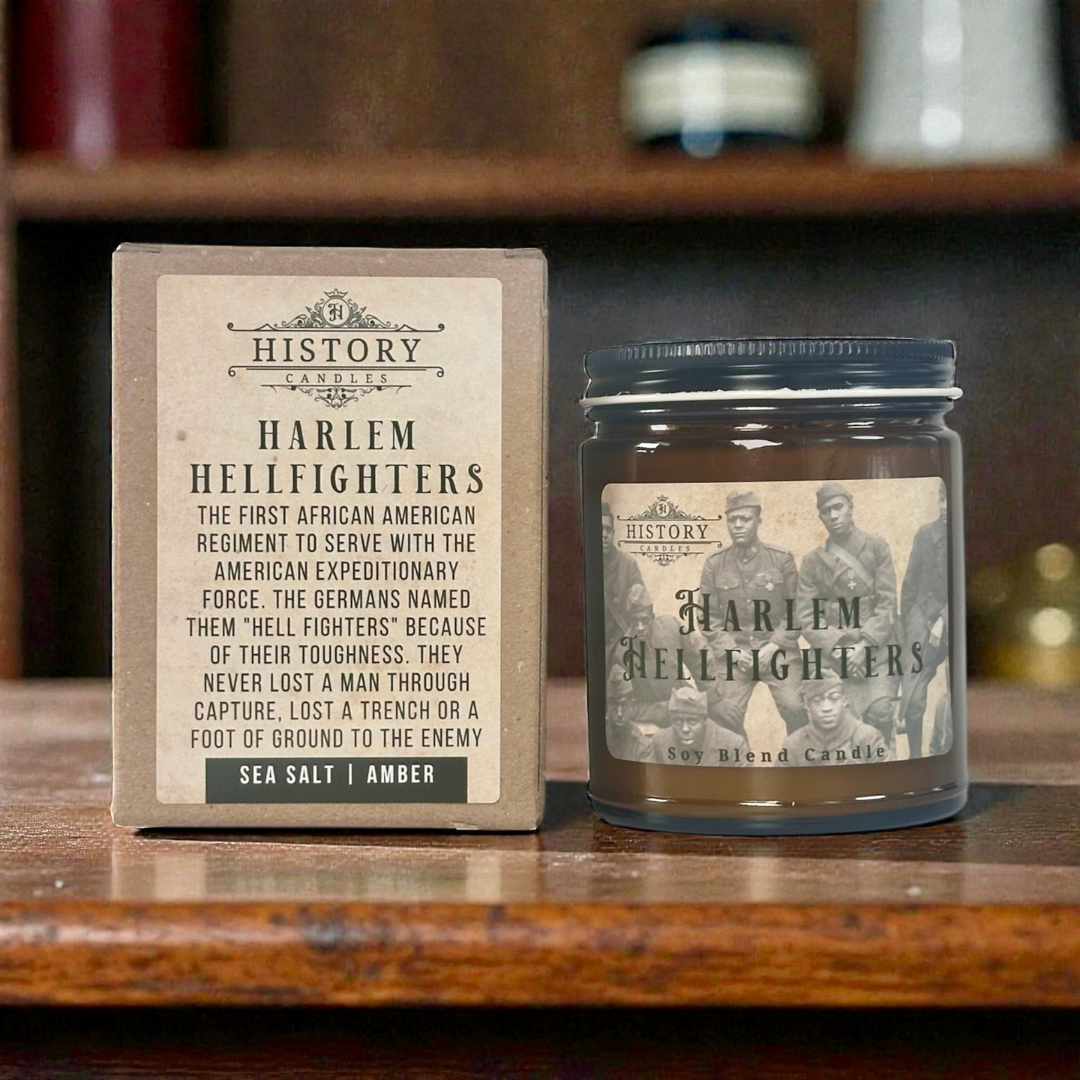 H
HISTORY
CANDLES
HARLEM
HELLFIGHTERS
THE FIRST AFRICAN AMERICAN
REGIMENT TO SERVE WITH THE
AMERICAN EXPEDITIONARY
FORCE. THE GERMANS NAMED
THEM "HELL FIGHTERS" BECAUSE
OF THEIR TOUGHNESS. THEY
NEVER LOST A MAN THROUGH
CAPTURE, LOST A TRENCH OR A
FOOT OF GROUND TO THE ENEMY
SEA SALT | AMBER
H
HISTORY
CANDLES
HARLEM
HELLFIGHTERS
Soy Blend Candle